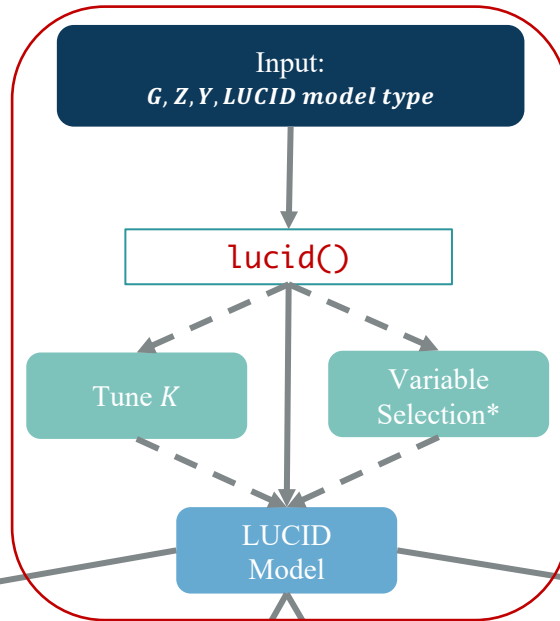 Input:
G, Z, Y, LUCID model type
lucid()
Tune K
Variable
Selection*
LUCID
Model